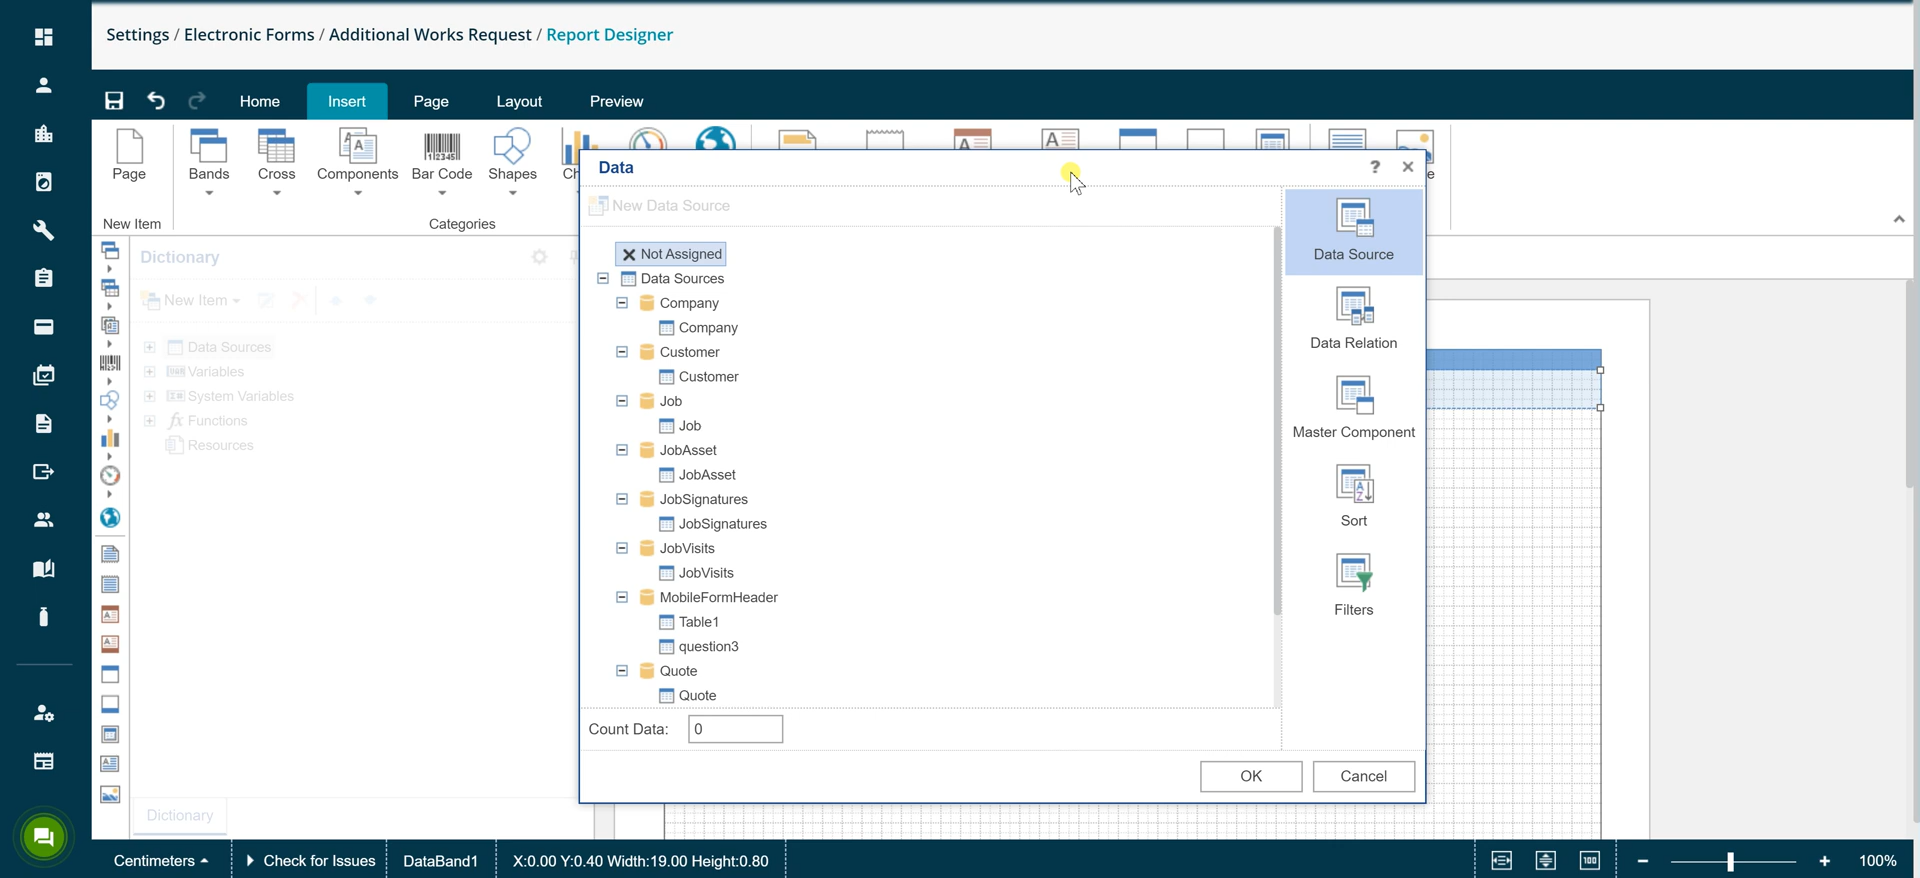 Settings / Electronic Forms / Additional Works Request / Report Designer
Home Insert Page Layout Preview
Page Bands Cross Components Bar Code Shapes
New Item Categories
Data
New Data Source
Not Assigned
Data Sources
Company
Company
Customer
Customer
Job
Job
JobAsset
JobAsset
JobSignatures
JobSignatures
JobVisits
JobVisits
MobileFormHeader
Table1
question3
Quote
Quote
Count Data: 0
OK Cancel
Data Source
Data Relation
Master Component
Sort
Filters
Dictionary
New Item
Data Sources
Variables
System Variables
Functions
Resources
Dictionary
Centimeters Check for Issues DataBand1 X:0.00 Y:0.40 Width:19.00 Height:0.80 100%